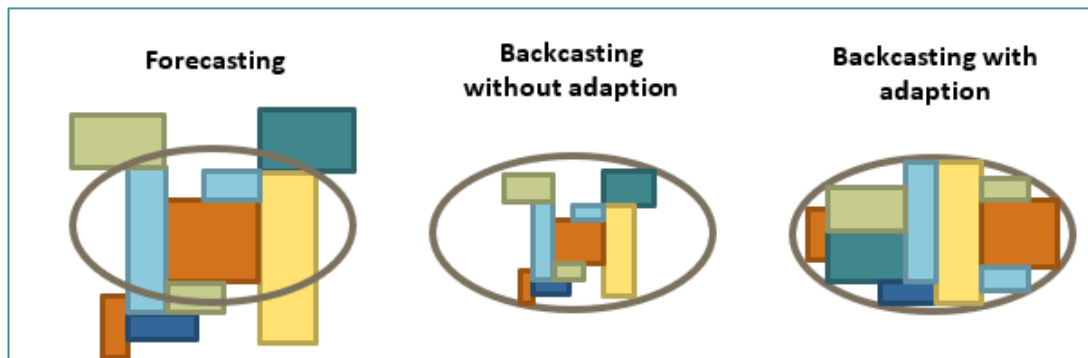 Forecasting
Backcasting
without adaption
Backcasting with
adaption